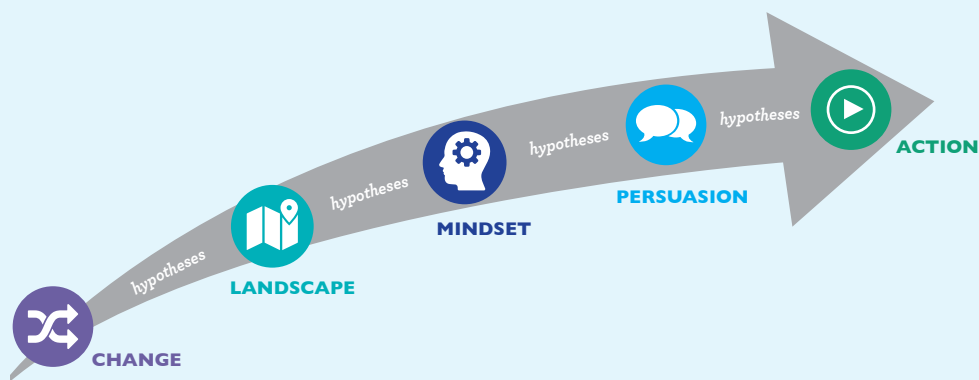 CHANGE
hypotheses
LANDSCAPE
hypotheses
MINDSET
hypotheses
PERSUASION
hypotheses
ACTION